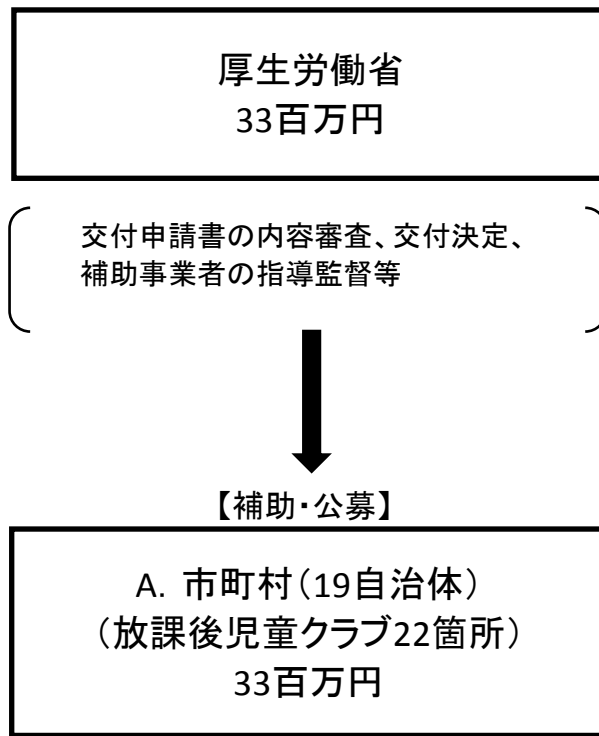 厚生労働省
33百万円
交付申請書の内容審査、交付決定、
補助事業者の指導監督等
【補助・公募】
A. 市町村（19自治体）
（放課後児童クラブ22箇所）
33百万円